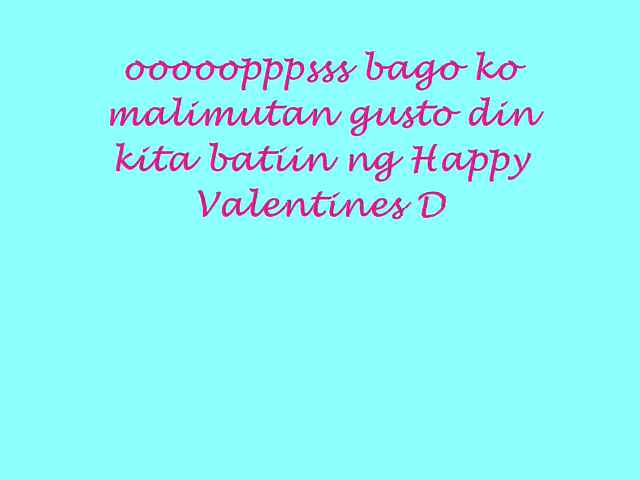 ooooopppsss bago ko
malimutan gusto din
kita batiin ng Happy
Valentines D